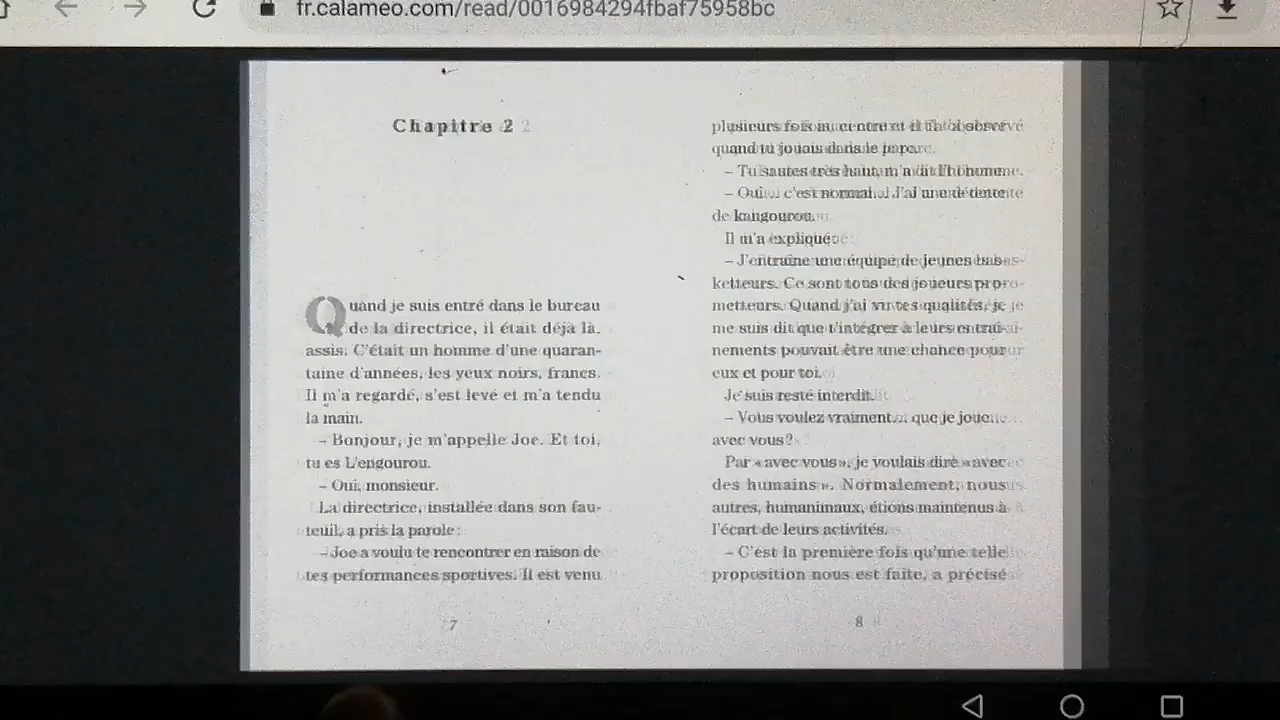 fr.calameo.com/read/0016984294fbaf75958bc
Chapitre 2
Quand je suis entré dans le bureau
de la directrice, il était déjà là,
assis. C'était un homme d'une quaran-
taine d'années, les yeux noirs, francs.
Il m'a regardé, s'est levé et m'a tendu
la main.
– Bonjour, je m'appelle Joe. Et toi,
tu es L'engourou.
– Oui, monsieur.
La directrice, installée dans son fau-
teuil, a pris la parole :
– Joe a voulu te rencontrer en raison de
tes performances sportives. Il est venu
7
plusieurs fois au centre et il t'a observé
quand tu jouais dans le parc.
– Tu sautes très haut, m'a dit l'homme.
– Oui... c'est normal... J'ai une détente
de kangourou.
Il m'a expliqué :
– J'entraîne une équipe de jeunes bas-
ketteurs. Ce sont tous des joueurs pro-
metteurs. Quand j'ai vu tes qualités, je
me suis dit que t'intégrer à leurs entraî-
nements pouvait être une chance pour
eux et pour toi.
Je suis resté interdit.
– Vous voulez vraiment... que je joue...
avec vous ?
Par « avec vous », je voulais dire « avec
des humains ». Normalement, nous
autres, humanimaux, étions maintenus à
l'écart de leurs activités.
– C'est la première fois qu'une telle
proposition nous est faite, a précisé
8